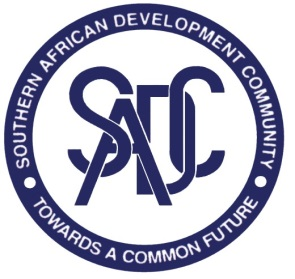 SOUTHERN AFRICAN DEVELOPMENT COMMUNITY
SADC
TOWARDS A COMMON FUTURE